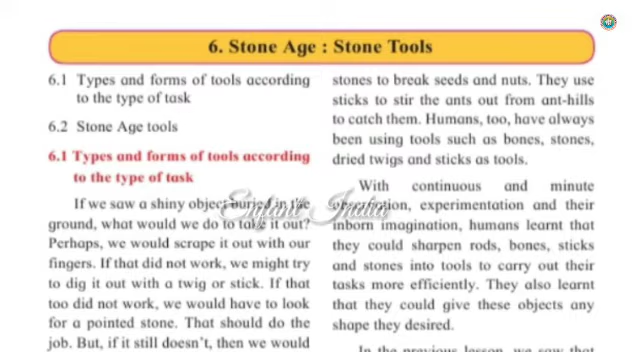 6. Stone Age : Stone Tools
6.1 Types and forms of tools according
to the type of task
6.2 Stone Age tools
6.1 Types and forms of tools according
to the type of task
If we saw a shiny object buried in the
ground, what would we do to take it out?
Perhaps, we would scrape it out with our
fingers. If that did not work, we might try
to dig it out with a twig or stick. If that
too did not work, we would have to look
for a pointed stone. That should do the
job. But, if it still doesn't, then we would
stones to break seeds and nuts. They use
sticks to stir the ants out from ant-hills
to catch them. Humans, too, have always
been using tools such as bones, stones,
dried twigs and sticks as tools.
With continuous and minute
observation, experimentation and their
inborn imagination, humans learnt that
they could sharpen rods, bones, sticks
and stones into tools to carry out their
tasks more efficiently. They also learnt
that they could give these objects any
shape they desired.
In the previous lesson, we saw that
Enfant India